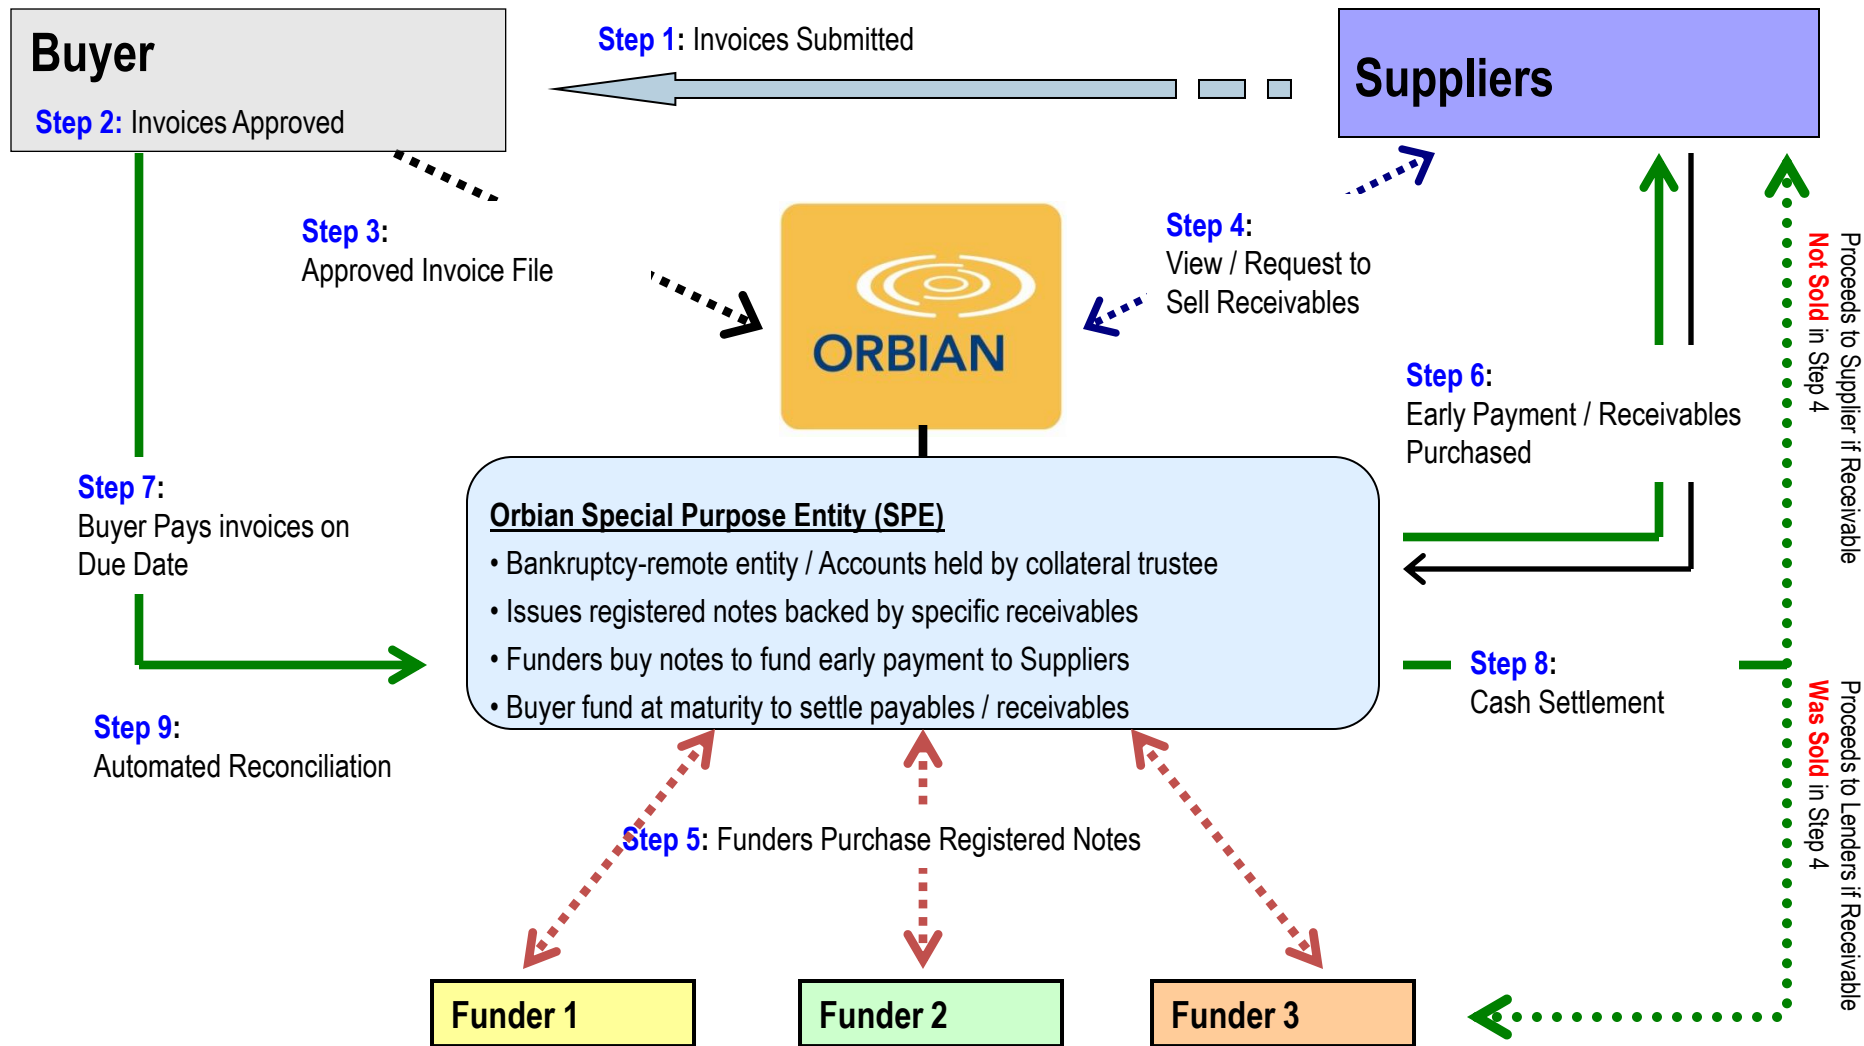 Buyer
Step 2: Invoices Approved
Step 1: Invoices Submitted
Suppliers
Step 3:
Approved Invoice File
ORBIAN
Step 4:
View / Request to
Sell Receivables
Proceeds to Supplier if Receivable
Not Sold in Step 4
Step 6:
Early Payment / Receivables
Purchased
Step 7:
Buyer Pays invoices on
Due Date
Orbian Special Purpose Entity (SPE)
• Bankruptcy-remote entity / Accounts held by collateral trustee
• Issues registered notes backed by specific receivables
• Funders buy notes to fund early payment to Suppliers
• Buyer fund at maturity to settle payables / receivables
Step 8:
Cash Settlement
Proceeds to Lenders if Receivable
Was Sold in Step 4
Step 9:
Automated Reconciliation
Step 5: Funders Purchase Registered Notes
Funder 1
Funder 2
Funder 3